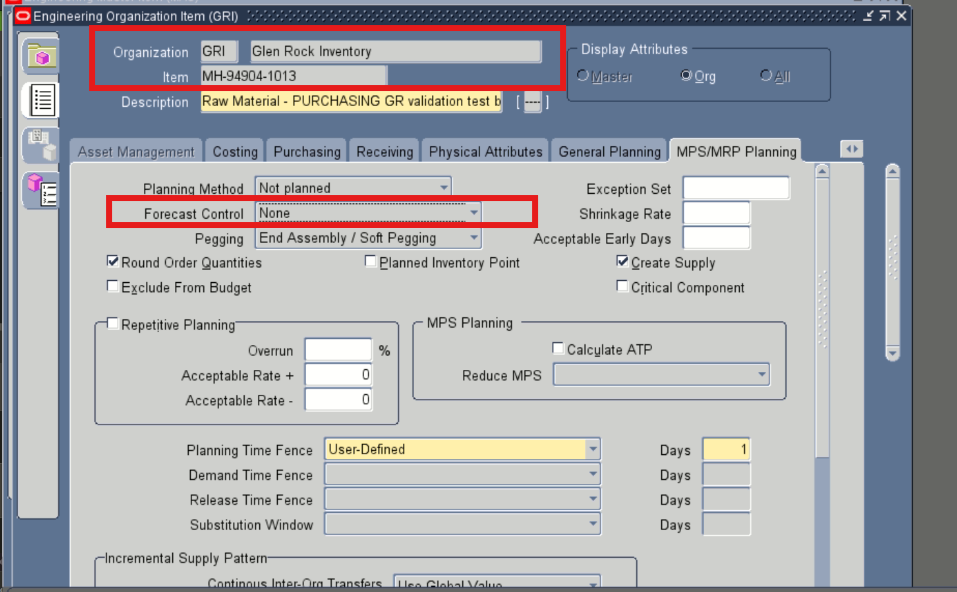 Engineering Organization Item (GRI)
Organization GRI Glen Rock Inventory
Item MH-94904-1013
Description Raw Material - PURCHASING GR validation test b [ ---- ]
Display Attributes
Master Org All
Asset Management Costing Purchasing Receiving Physical Attributes General Planning MPS/MRP Planning
Planning Method Not planned Exception Set
Forecast Control None Shrinkage Rate
Pegging End Assembly / Soft Pegging Acceptable Early Days
Round Order Quantities Planned Inventory Point Create Supply
Exclude From Budget Critical Component
Repetitive Planning
Overrun %
Acceptable Rate + 0
Acceptable Rate - 0
MPS Planning
Calculate ATP
Reduce MPS
Planning Time Fence User-Defined Days 1
Demand Time Fence Days
Release Time Fence Days
Substitution Window Days
Incremental Supply Pattern
Continous Inter-Org Transfers Use Global Value